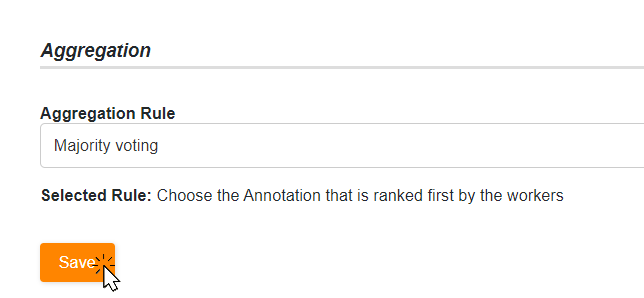 Aggregation
Aggregation Rule
Majority voting
Selected Rule: Choose the Annotation that is ranked first by the workers
Save